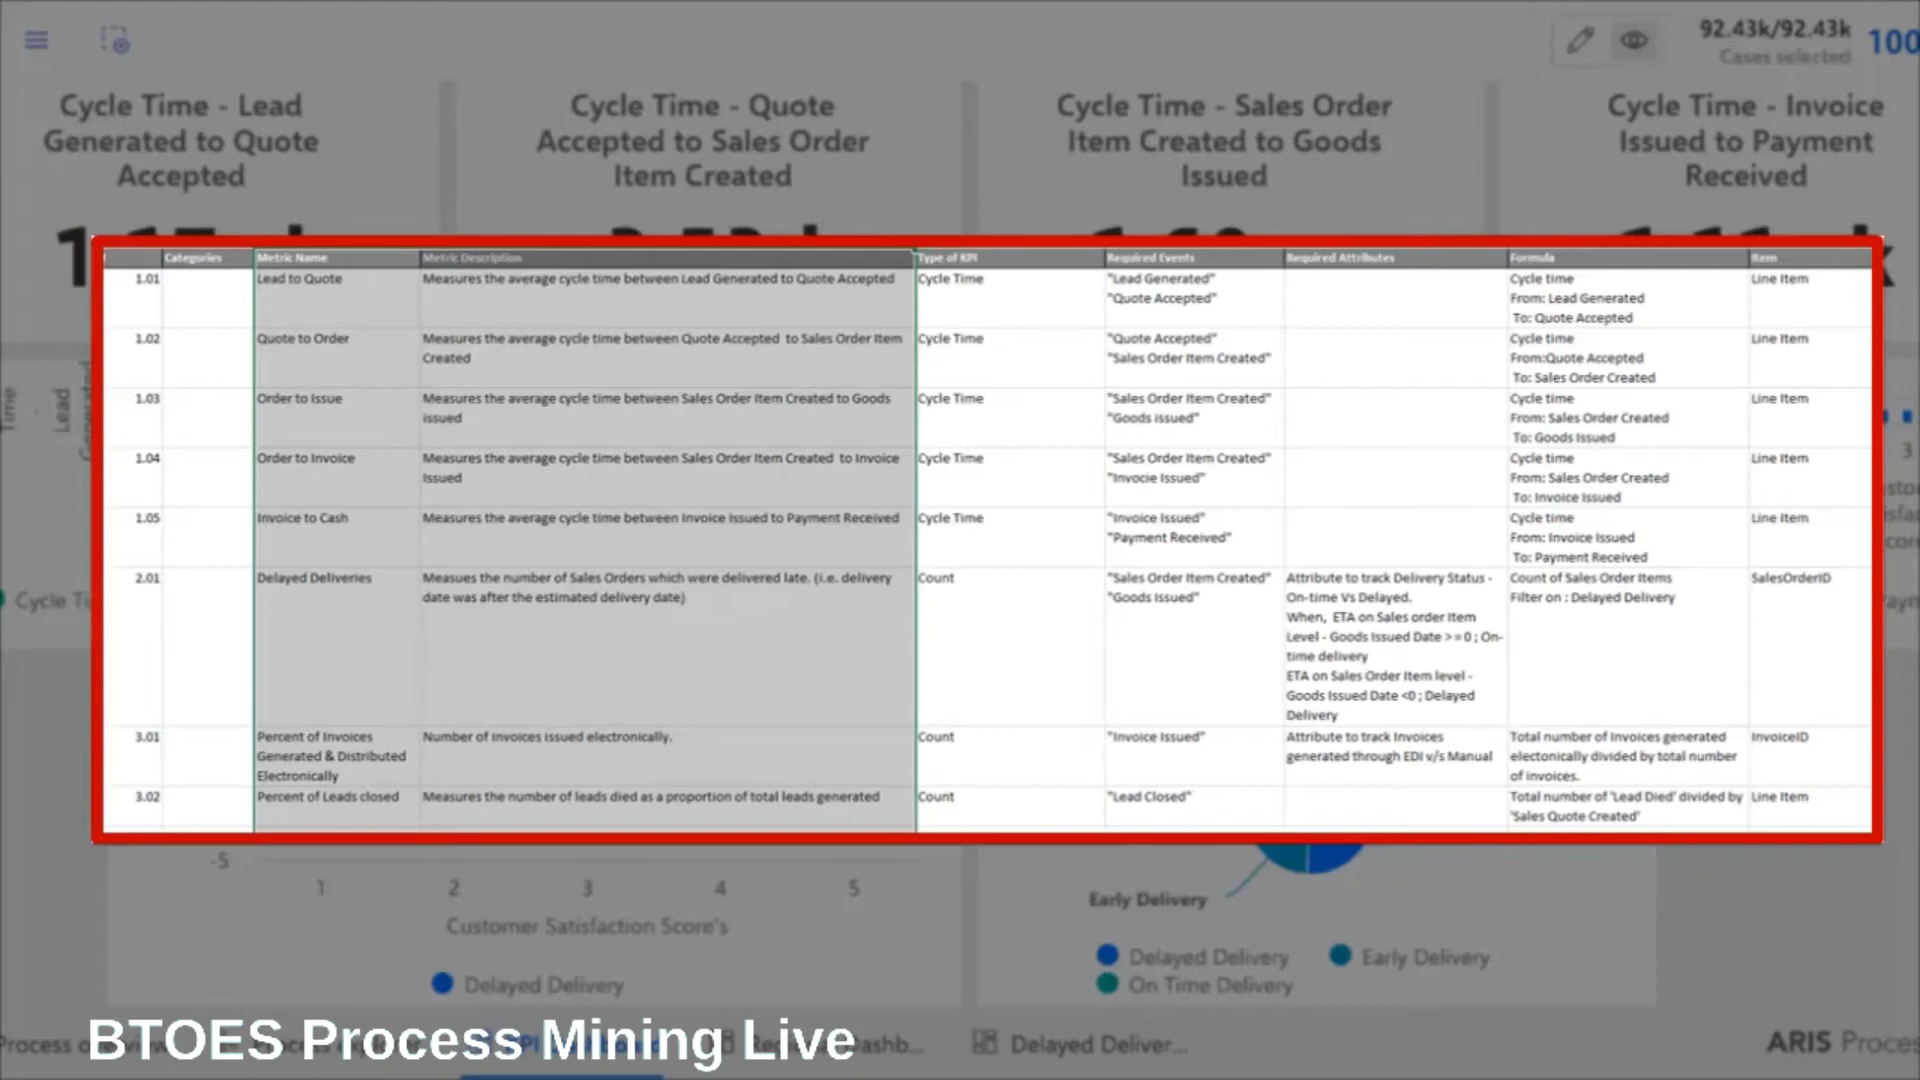 92.43k/92.43k
Cases selected
100
Cycle Time - Lead
Generated to Quote
Accepted
Cycle Time - Quote
Accepted to Sales Order
Item Created
Cycle Time - Sales Order
Item Created to Goods
Issued
Cycle Time - Invoice
Issued to Payment
Received
Categories Metric Name Metric Description Type of KPI Required Events Required Attributes Formula Item
1.01 Lead to Quote Measures the average cycle time between Lead Generated to Quote Accepted Cycle Time "Lead Generated" Cycle time Line Item
"Quote Accepted" From: Lead Generated
To: Quote Accepted
1.02 Quote to Order Measures the average cycle time between Quote Accepted to Sales Order Item Cycle Time "Quote Accepted" Cycle time Line Item
Created "Sales Order Item Created" From:Quote Accepted
To: Sales Order Created
1.03 Order to Issue Measures the average cycle time between Sales Order Item Created to Goods Cycle Time "Sales Order Item Created" Cycle time Line Item
issued "Goods issued" From: Sales Order Created
To: Goods Issued
1.04 Order to Invoice Measures the average cycle time between Sales Order Item Created to Invoice Cycle Time "Sales Order Item Created" Cycle time Line Item
Issued "Invocie Issued" From: Sales Order Created
To: Invoice Issued
1.05 Invoice to Cash Measures the average cycle time between Invoice Issued to Payment Received Cycle Time "Invoice Issued" Cycle time Line Item
"Payment Received" From: Invoice Issued
To: Payment Received
2.01 Delayed Deliveries Measues the number of Sales Orders which were delivered late. (i.e. delivery Count "Sales Order Item Created" Attribute to track Delivery Status - Count of Sales Order Items SalesOrderID
date was after the estimated delivery date) "Goods Issued" On-time Vs Delayed. Filter on : Delayed Delivery
When, ETA on Sales order Item
Level - Goods Issued Date >= 0 ; On-
time delivery
ETA on Sales Order Item level -
Goods Issued Date <0 ; Delayed
Delivery
3.01 Percent of Invoices Number of invoices issued electronically. Count "Invoice Issued" Attribute to track Invoices Total number of Invoices generated InvoiceID
Generated & Distributed generated through EDI v/s Manual electonically divided by total number
Electronically of invoices.
3.02 Percent of Leads closed Measures the number of leads died as a proportion of total leads generated Count "Lead Closed" Total number of 'Lead Died' divided by Line Item
'Sales Quote Created'
Time
Lead
3
Cycle
-5
1 2 3 4 5
Customer Satisfaction Score's
Delayed Delivery
Early Delivery
Delayed Delivery Early Delivery
On Time Delivery
BTOES Process Mining Live
Delayed Deliver...
ARIS